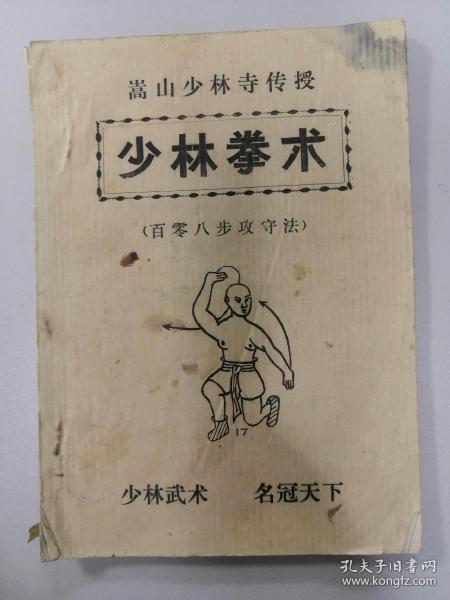 嵩山少林寺传授
少林拳术
（百零八步攻守法）
17
少林武术　名冠天下
孔夫子旧书网
www.kongfz.com